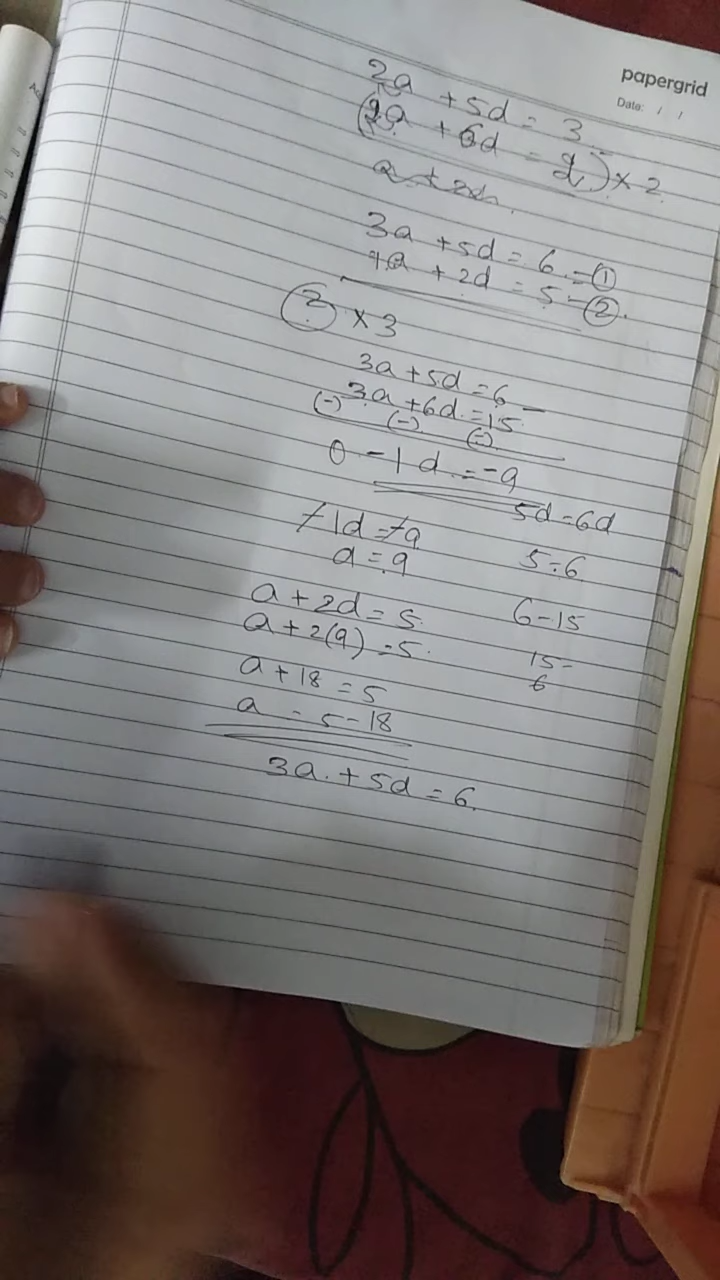 papergrid
Date: / /
2a + 5d = 3
(2a + 6d = 2) × 2
3a + 5d = 6 - ①
1a + 2d = 5 - ②
② × 3
3a + 5d = 6
3a + 6d = 15
(-) (-) (-)
0 - 1d = -9
5d = 6d
-1d = -9
5 - 6
d = 9
a + 2d = 5
6 - 15
a + 2(9) = 5
15 -
6
a + 18 = 5
a = 5 - 18
3a + 5d = 6